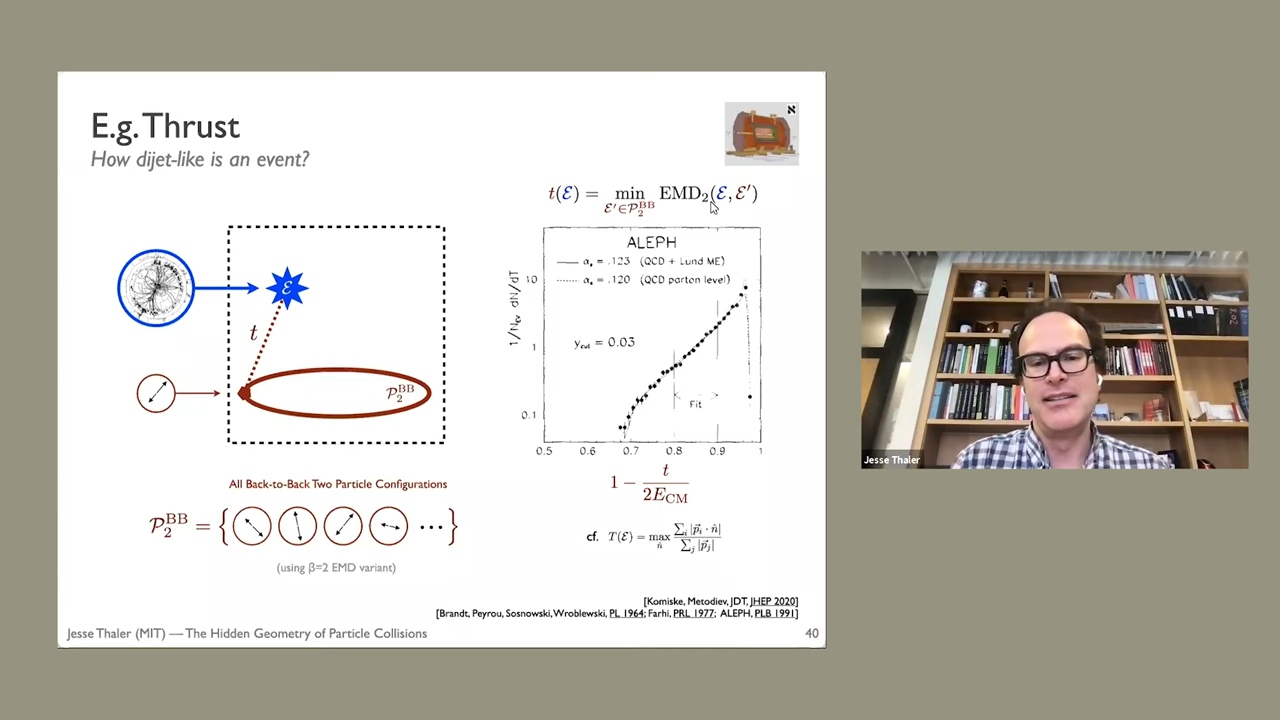 E.g. Thrust
How dijet-like is an event?
ℵ
t(ℰ) = min EMD₂(ℰ, ℰ′)
ℰ′∈𝒫₂ᴮᴮ
ALEPH
αₛ = .123 (QCD + Lund ME)
αₛ = .120 (QCD parton level)
y_cut = 0.03
Fit
1/N_ev dN/dT
10
1
0.1
0.5 0.6 0.7 0.8 0.9 1
1 − t/2E_CM
cf. T(ℰ) = max_n̂ Σᵢ |p⃗ᵢ · n̂| / Σⱼ |p⃗ⱼ|
ℰ
t
𝒫₂ᴮᴮ
All Back-to-Back Two Particle Configurations
𝒫₂ᴮᴮ = { ... }
(using β=2 EMD variant)
[Komiske, Metodiev, JDT, JHEP 2020]
[Brandt, Peyrou, Sosnowski, Wroblewski, PL 1964; Farhi, PRL 1977; ALEPH, PLB 1991]
Jesse Thaler (MIT) — The Hidden Geometry of Particle Collisions
40
Jesse Thaler